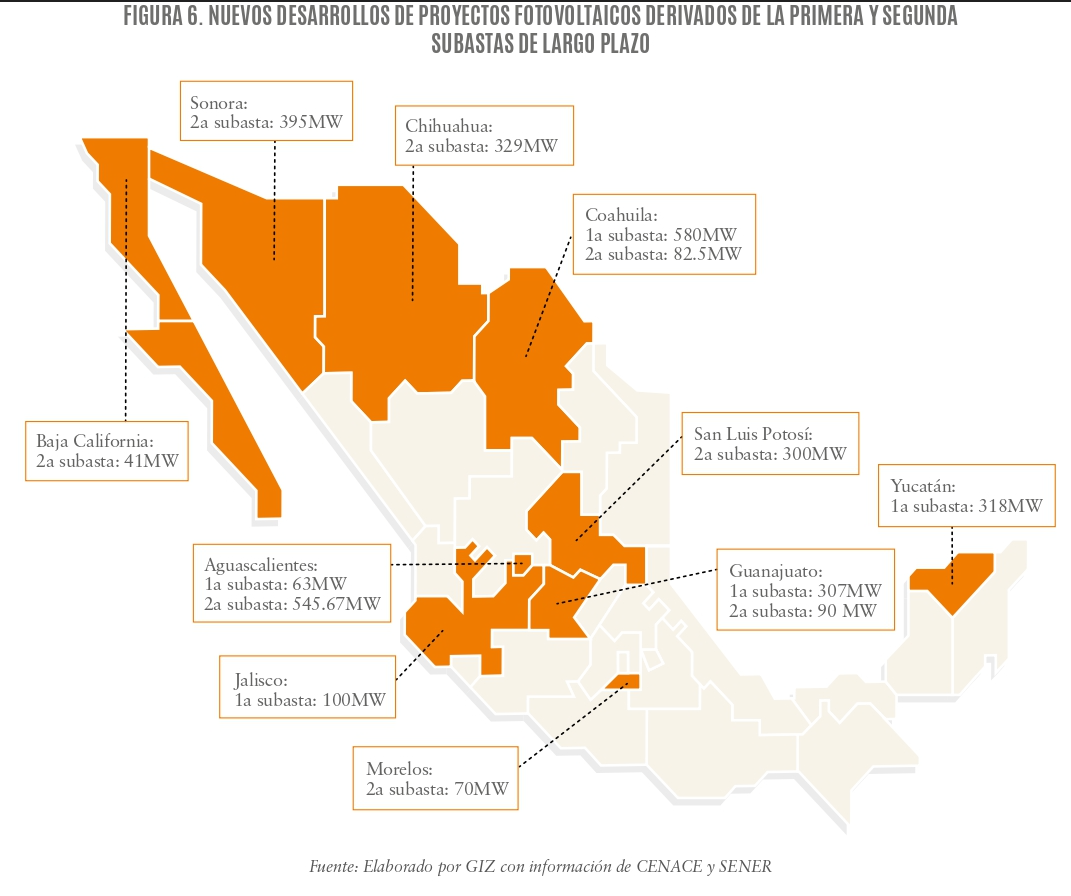 FIGURA 6. NUEVOS DESARROLLOS DE PROYECTOS FOTOVOLTAICOS DERIVADOS DE LA PRIMERA Y SEGUNDA
SUBASTAS DE LARGO PLAZO
Sonora:
2a subasta: 395MW
Chihuahua:
2a subasta: 329MW
Coahuila:
1a subasta: 580MW
2a subasta: 82.5MW
Baja California:
2a subasta: 41MW
San Luis Potosí:
2a subasta: 300MW
Yucatán:
1a subasta: 318MW
Aguascalientes:
1a subasta: 63MW
2a subasta: 545.67MW
Guanajuato:
1a subasta: 307MW
2a subasta: 90 MW
Jalisco:
1a subasta: 100MW
Morelos:
2a subasta: 70MW
Fuente: Elaborado por GIZ con información de CENACE y SENER